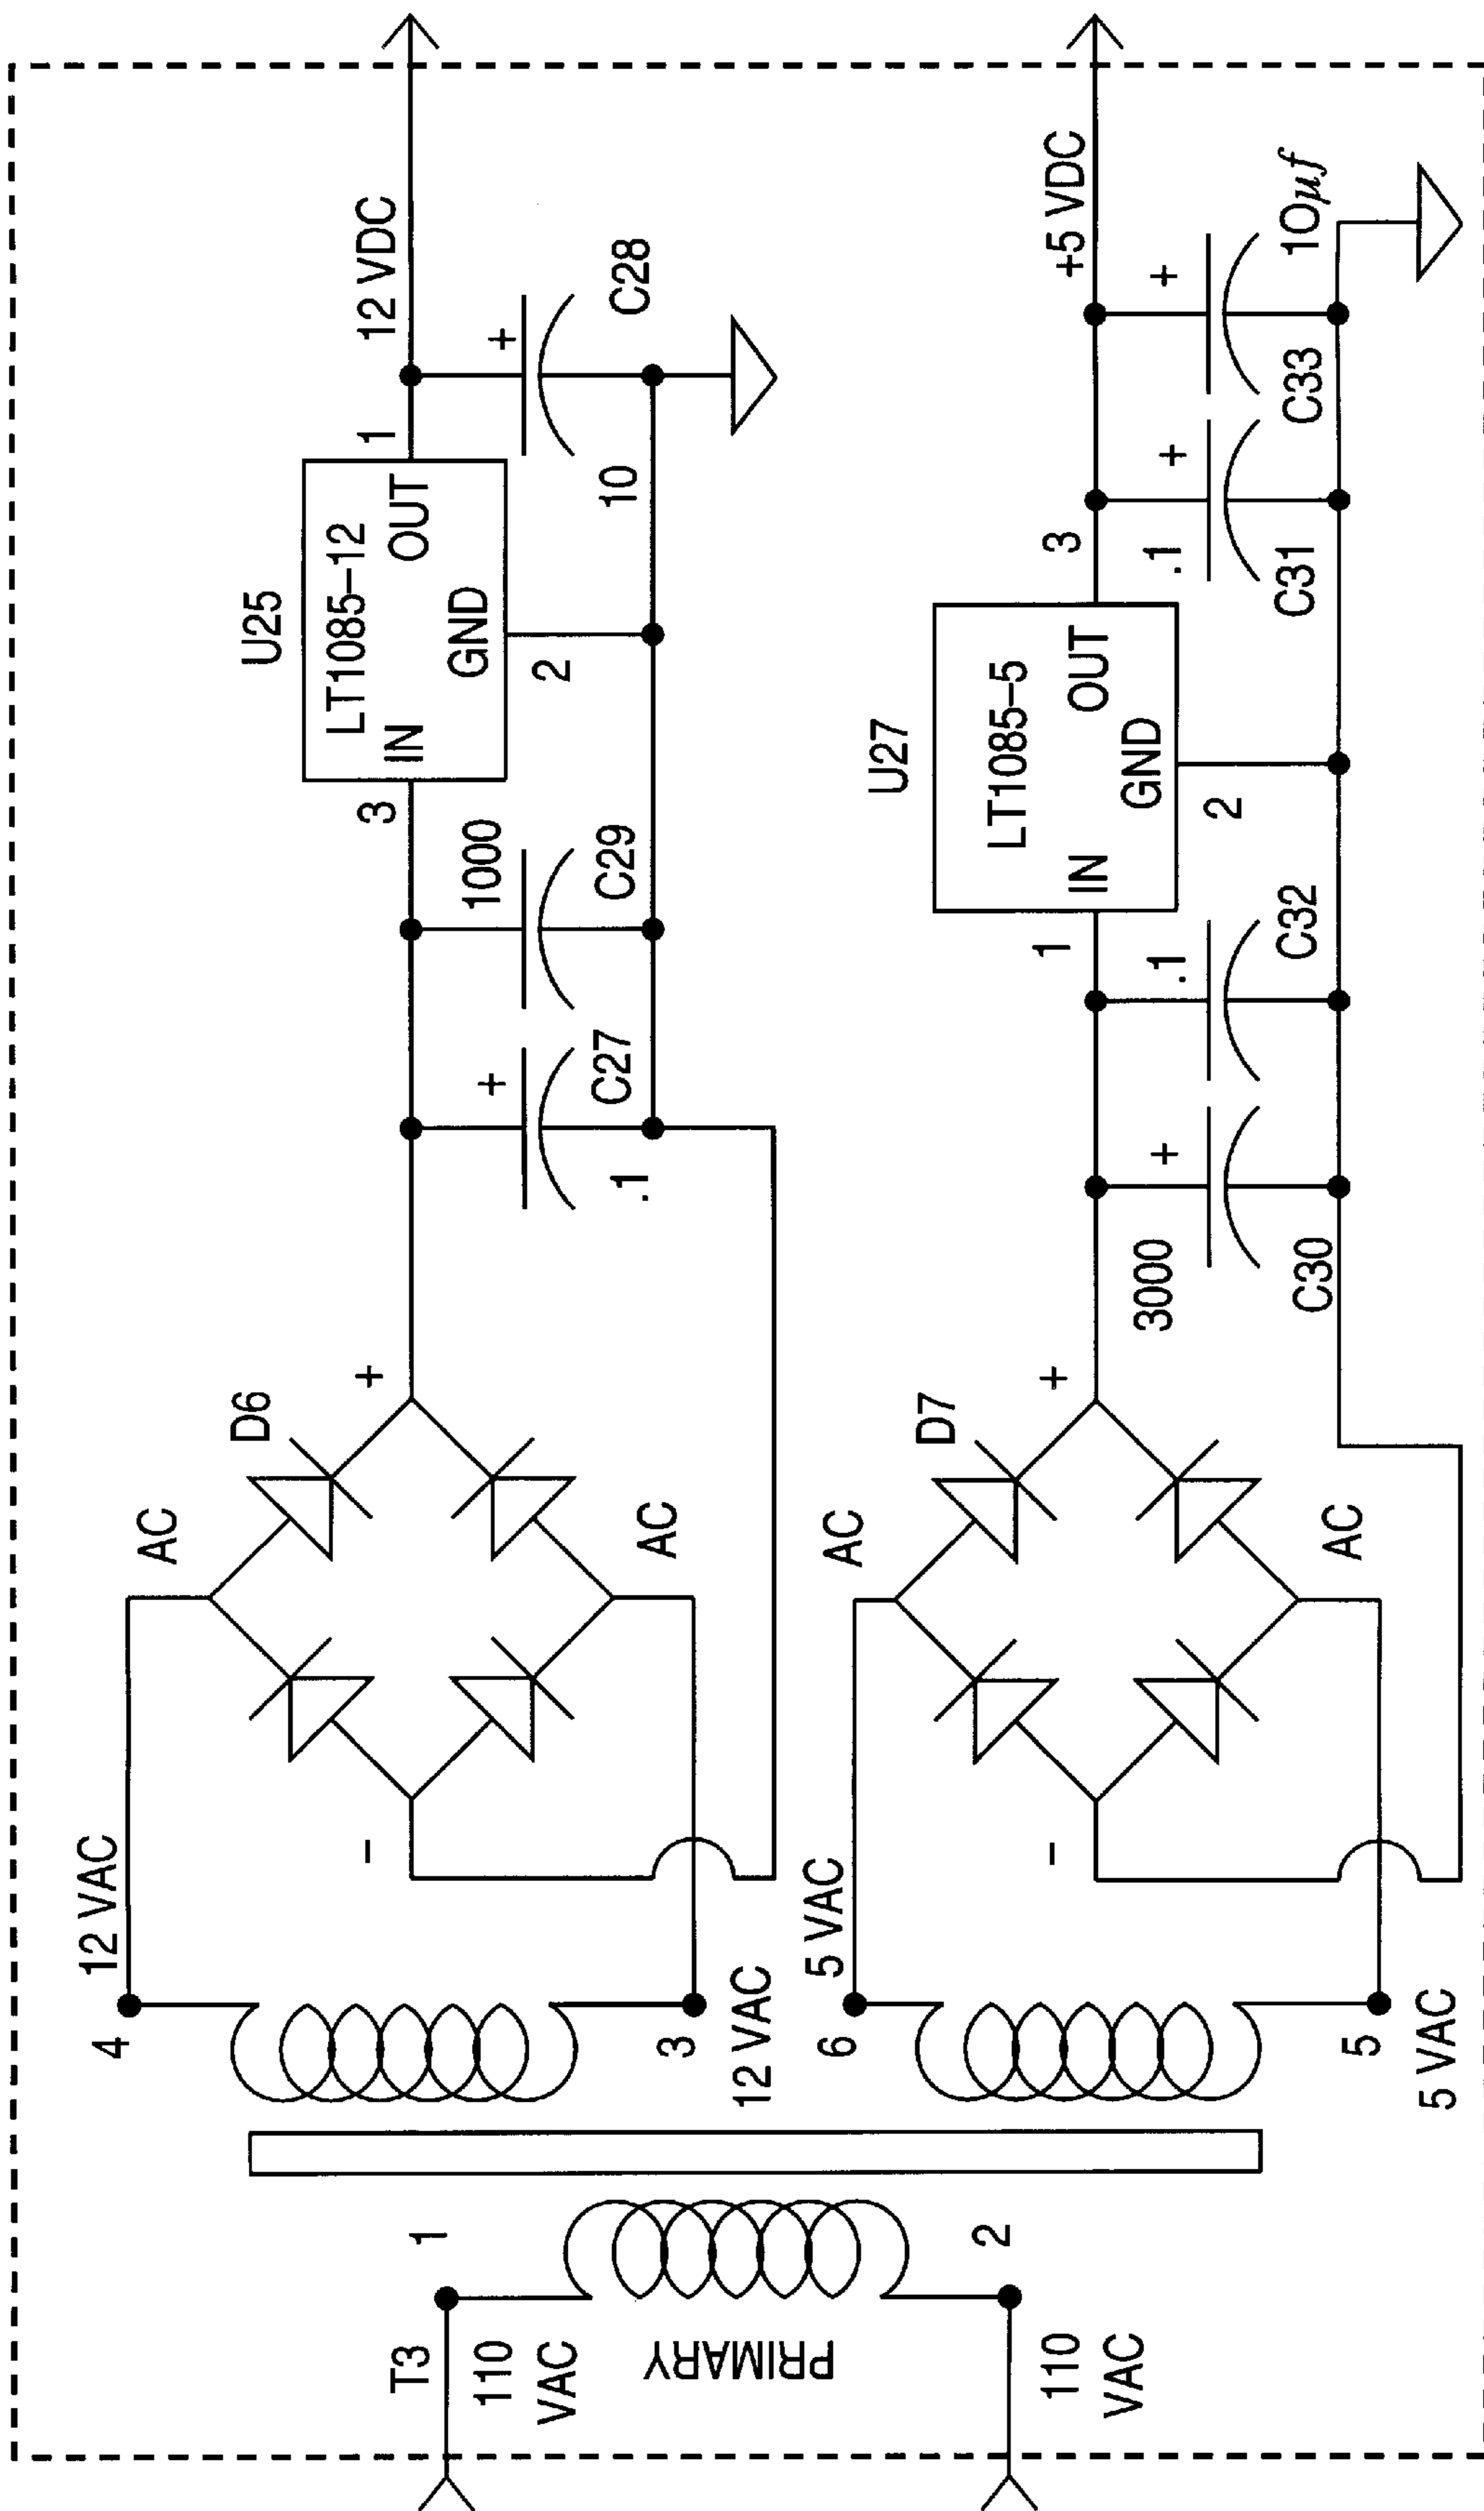 T3
1
110
VAC
PRIMARY
2
110
VAC
4
12 VAC
3
12 VAC
AC
D6
+
AC
-
+
C27
.1
1000
C29
U25
LT1085-12
IN
OUT
GND
3
1
2
12 VDC
+
10
C28
6
5 VAC
5
5 VAC
AC
D7
+
AC
-
3000
+
C30
.1
C32
U27
LT1085-5
IN
OUT
GND
1
3
2
.1
+
C31
+5 VDC
+
C33
10µf